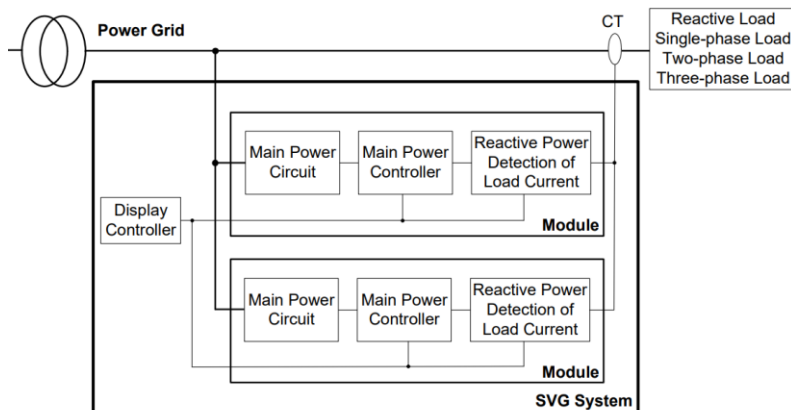 Power Grid
CT
Reactive Load
Single-phase Load
Two-phase Load
Three-phase Load
Main Power
Circuit
Main Power
Controller
Reactive Power
Detection of
Load Current
Module
Display
Controller
Main Power
Circuit
Main Power
Controller
Reactive Power
Detection of
Load Current
Module
SVG System